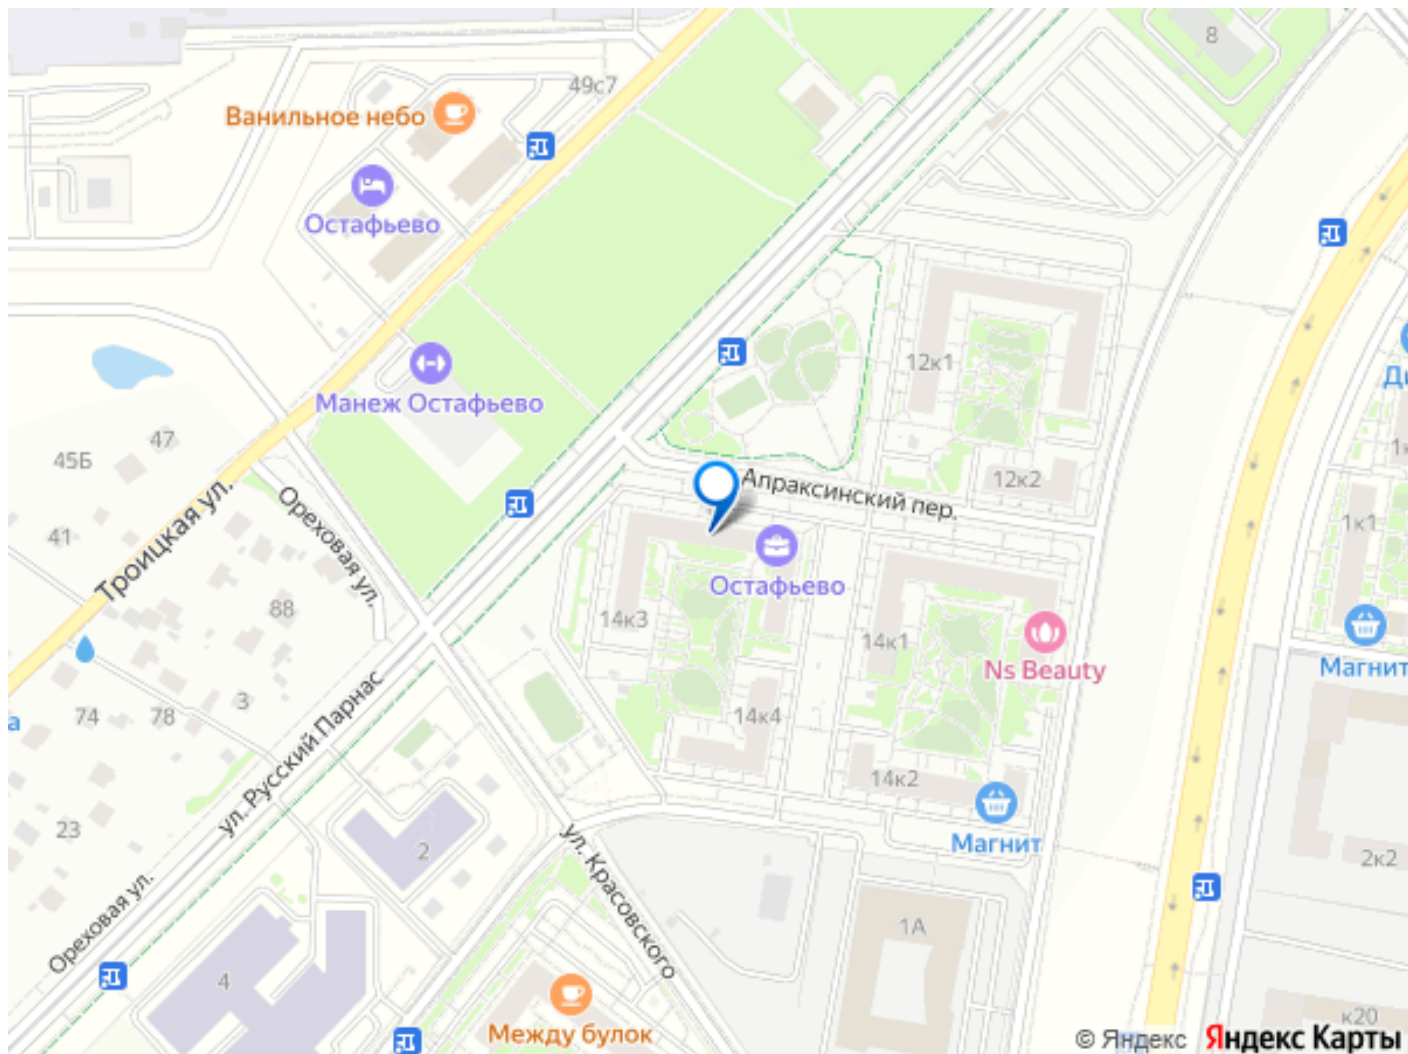 8
49с7
Ванильное небо
Остафьево
Манеж Остафьево
12к1
12к2
Апраксинский пер.
47
45Б
41
Троицкая ул.
Ореховая ул.
88
Остафьево
14к3
14к1
Ns Beauty
14к4
14к2
Магнит
1к1
Магнит
2к2
74
78
3
23
ул. Русский Парнас
2
ул. Красовского
Ореховая ул.
4
1А
Между булок
к20
© Яндекс Яндекс Карты